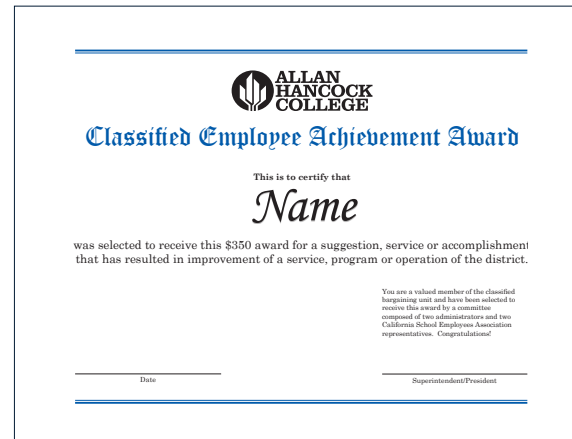 ALLAN
HANCOCK
COLLEGE
Classified Employee Achievement Award
This is to certify that
Name
was selected to receive this $350 award for a suggestion, service or accomplishment
that has resulted in improvement of a service, program or operation of the district.
You are a valued member of the classified
bargaining unit and have been selected to
receive this award by a committee
composed of two administrators and two
California School Employees Association
representatives.  Congratulations!
Date
Superintendent/President